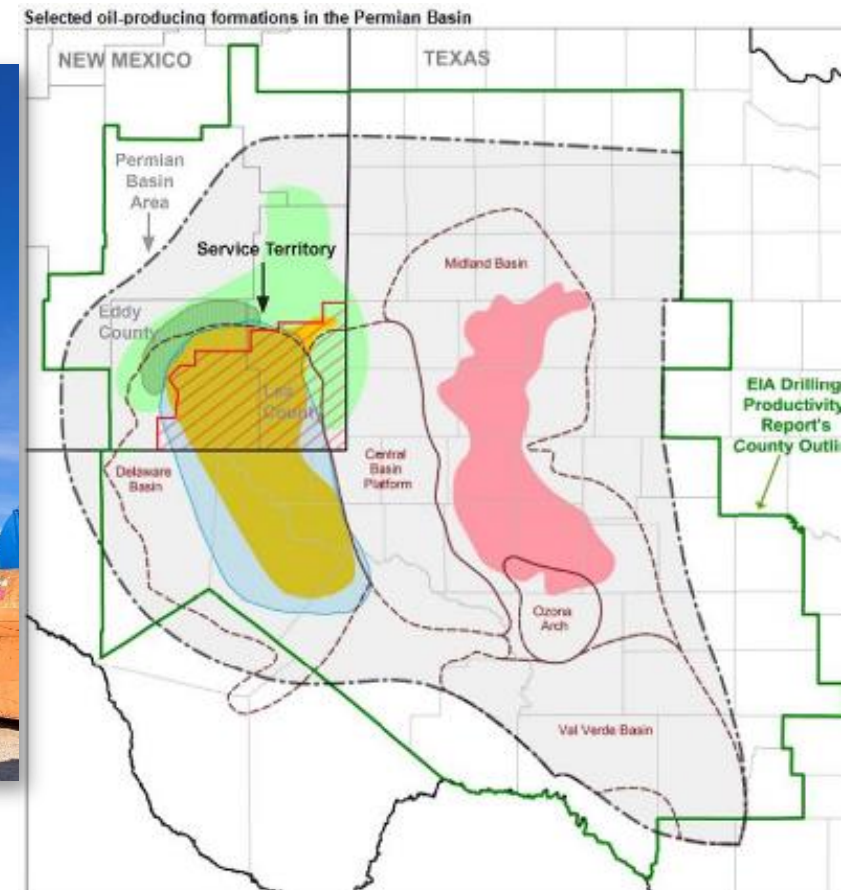 Selected oil-producing formations in the Permian Basin
NEW MEXICO
TEXAS
Permian
Basin
Area
Service Territory
Midland Basin
Eddy
County
Lea
County
EIA Drilling
Productivity
Report's
County Outli
Delaware
Basin
Central
Basin
Platform
Ozona
Arch
Val Verde Basin